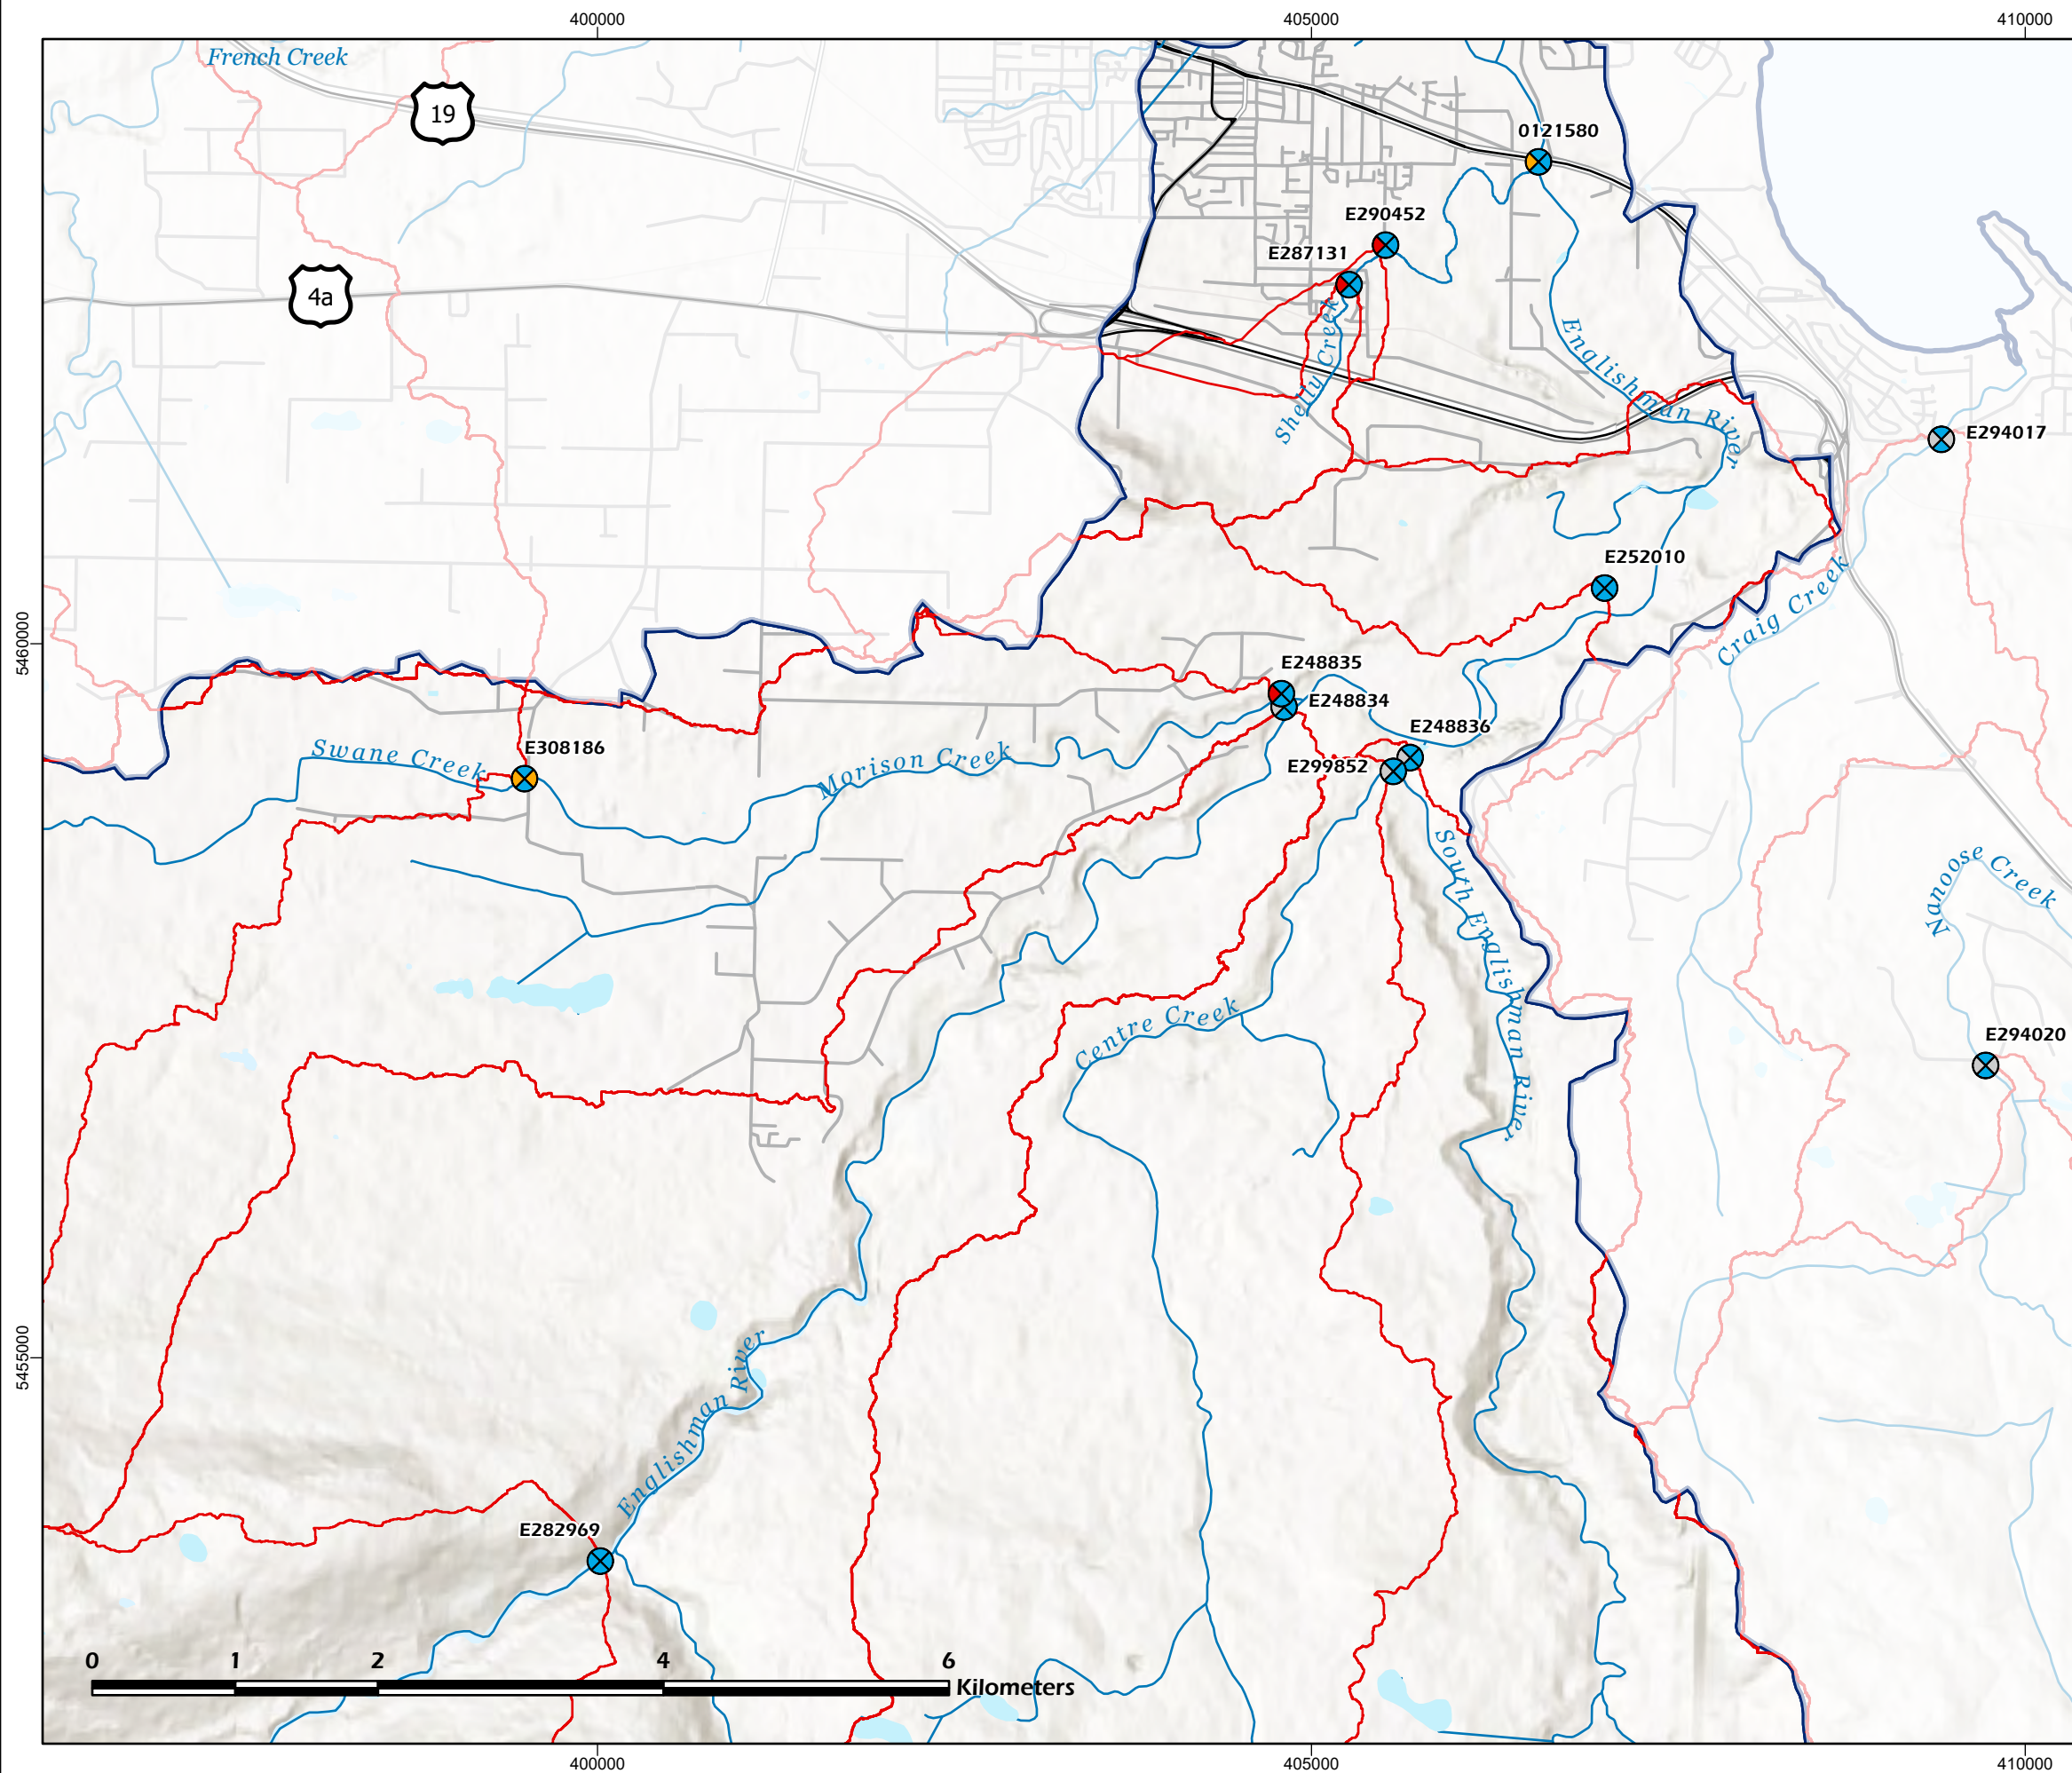 400000
405000
410000
French Creek
19
0121580
E290452
E287131
4a
Shelly Creek
Englishman River
E294017
E252010
5460000
Craig Creek
E248835
E248834
E248836
E308186
E299852
Swane Creek
Morison Creek
South Englishman River
Nanoose Creek
Centre Creek
E294020
5455000
Englishman River
E282969
0 1 2 4 6
Kilometers
400000
405000
410000